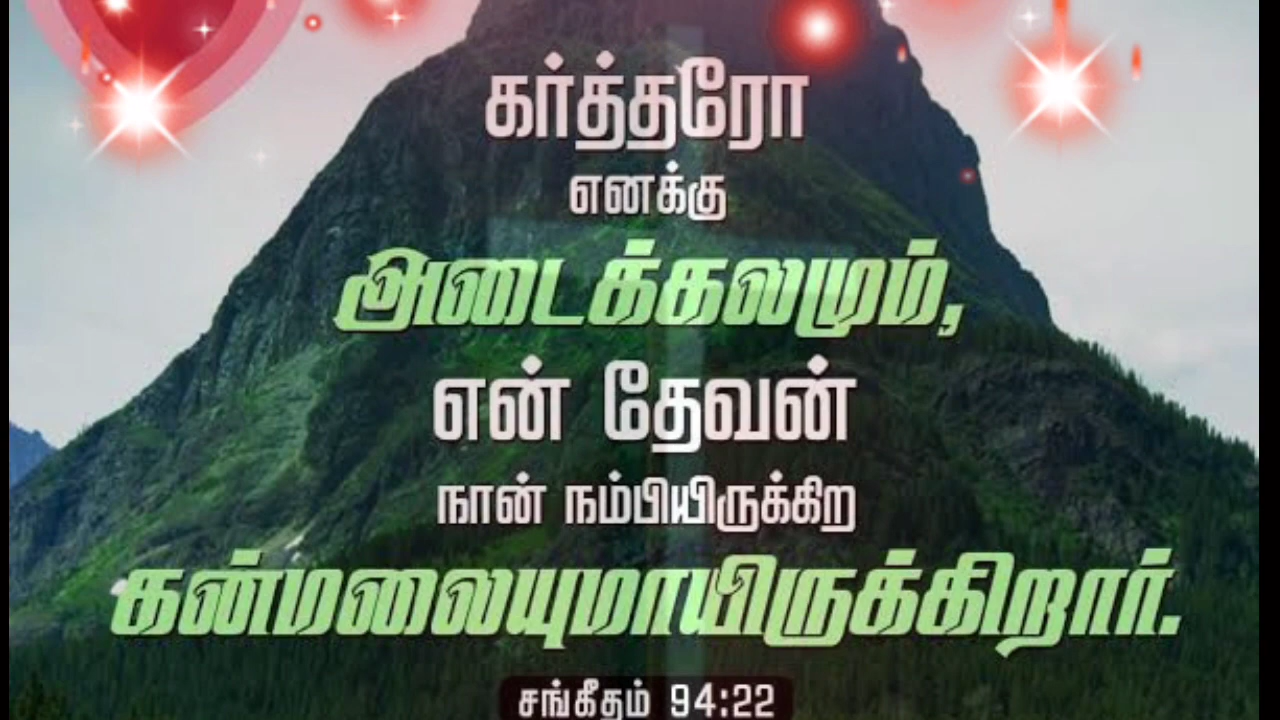 கர்த்தரோ
எனக்கு
அடைக்கலமும்,
என் தேவன்
நான் நம்பியிருக்கிற
கன்மலையுமாயிருக்கிறார்.
சங்கீதம் 94:22